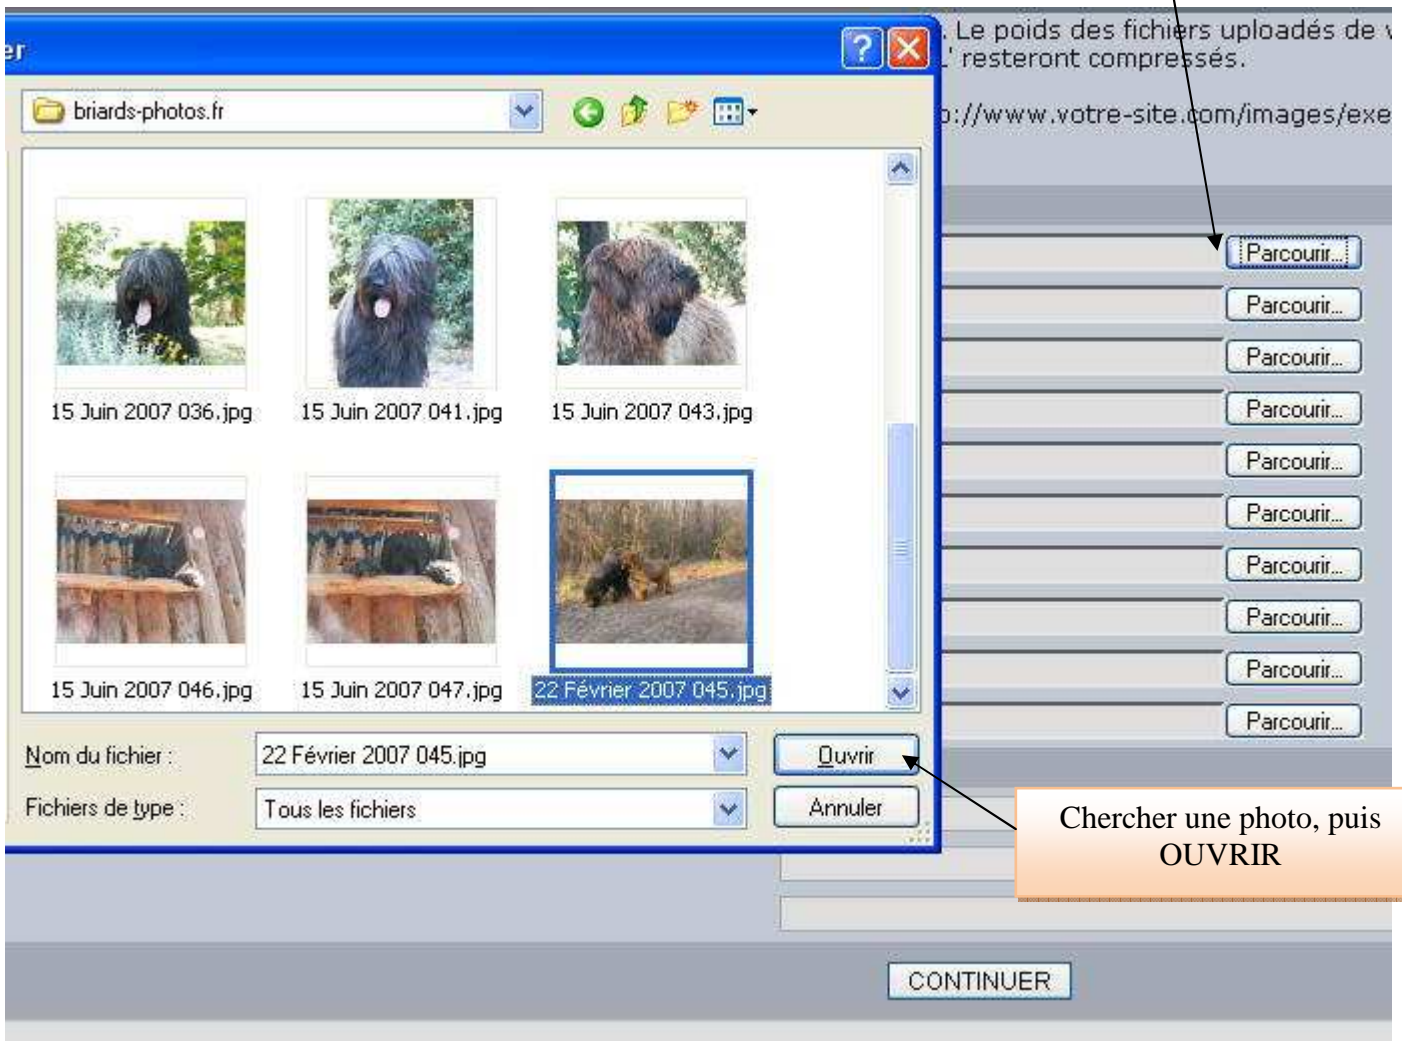 er
. Le poids des fichiers uploadés de v
L' resteront compressés.
briards-photos.fr
p://www.votre-site.com/images/exe
Parcourir...
Parcourir...
Parcourir...
15 Juin 2007 036.jpg
15 Juin 2007 041.jpg
15 Juin 2007 043.jpg
Parcourir...
Parcourir...
Parcourir...
Parcourir...
Parcourir...
15 Juin 2007 046.jpg
15 Juin 2007 047.jpg
22 Février 2007 045.jpg
Parcourir...
Parcourir...
Nom du fichier :
22 Février 2007 045.jpg
Ouvrir
Fichiers de type :
Tous les fichiers
Annuler
Chercher une photo, puis
OUVRIR
CONTINUER